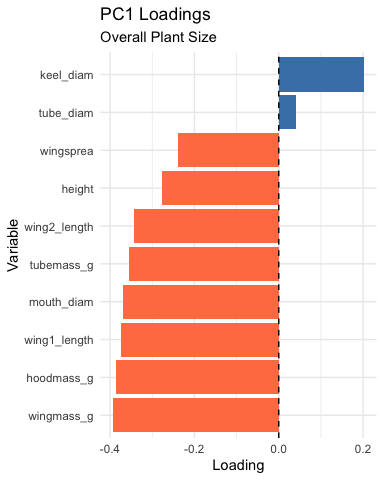 PC1 Loadings
Overall Plant Size
keel_diam
tube_diam
wingsprea
height
wing2_length
tubemass_g
mouth_diam
wing1_length
hoodmass_g
wingmass_g
Variable
-0.4 -0.2 0.0 0.2
Loading